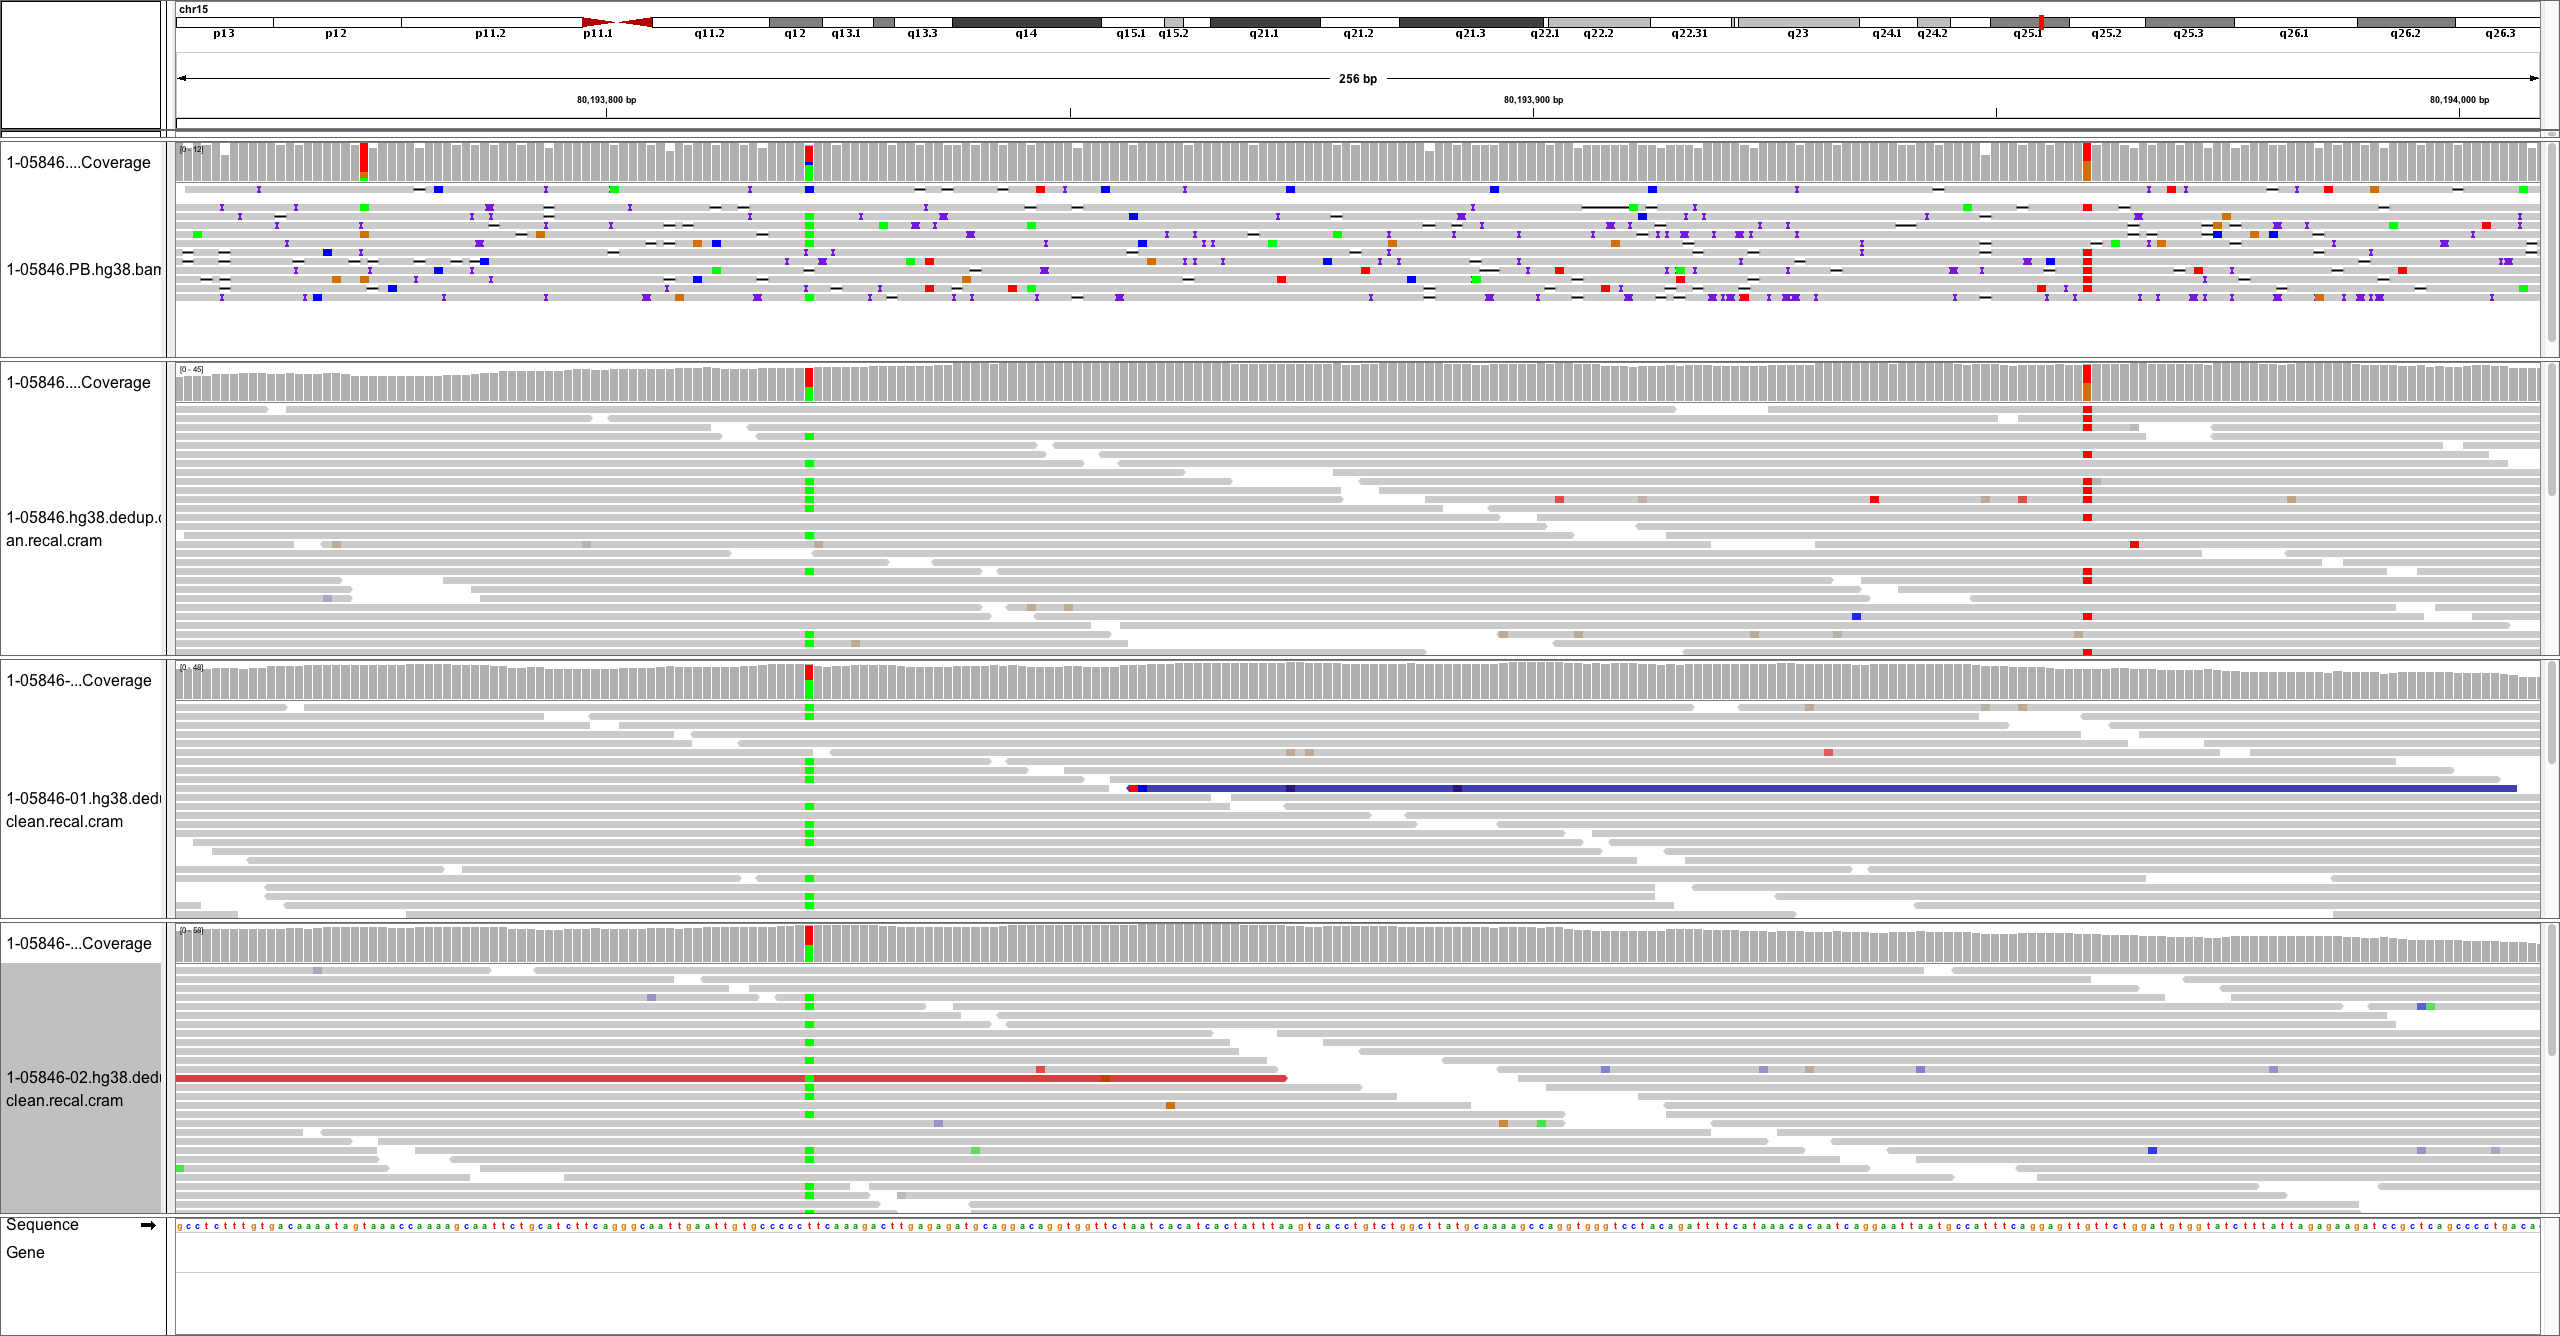 chr15
p13 p12 p11.2 p11.1 q11.2 q12 q13.1 q13.3 q14 q15.1 q15.2 q21.1 q21.2 q21.3 q22.1 q22.2 q22.31 q23 q24.1 q24.2 q25.1 q25.2 q25.3 q26.1 q26.2 q26.3
256 bp
80,193,800 bp 80,193,900 bp 80,194,000 bp
1-05846....Coverage
[0 - 12]
1-05846.PB.hg38.bam
1-05846....Coverage
[0 - 45]
1-05846.hg38.dedup.c
an.recal.cram
1-05846-...Coverage
[0 - 48]
1-05846-01.hg38.dedu
clean.recal.cram
1-05846-...Coverage
1-05846-02.hg38.dedu
clean.recal.cram
Sequence
Gene